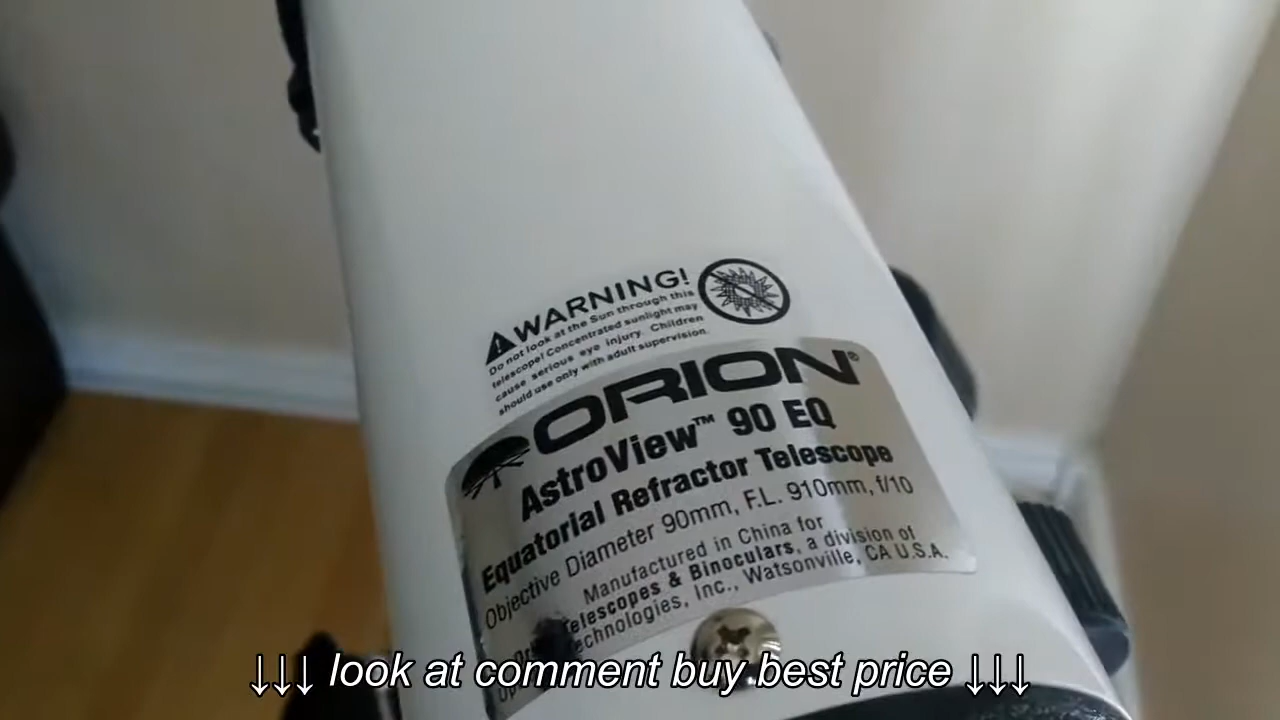 WARNING!
Do not look at the Sun through this
telescope! Concentrated sunlight may
cause serious eye injury. Children
should use only with adult supervision.
ORION®
AstroView™ 90 EQ
Equatorial Refractor Telescope
Objective Diameter 90mm, F.L. 910mm, f/10
Manufactured in China for
Telescopes & Binoculars, a division of
Technologies, Inc., Watsonville, CA U.S.A.
↓↓↓ look at comment buy best price ↓↓↓